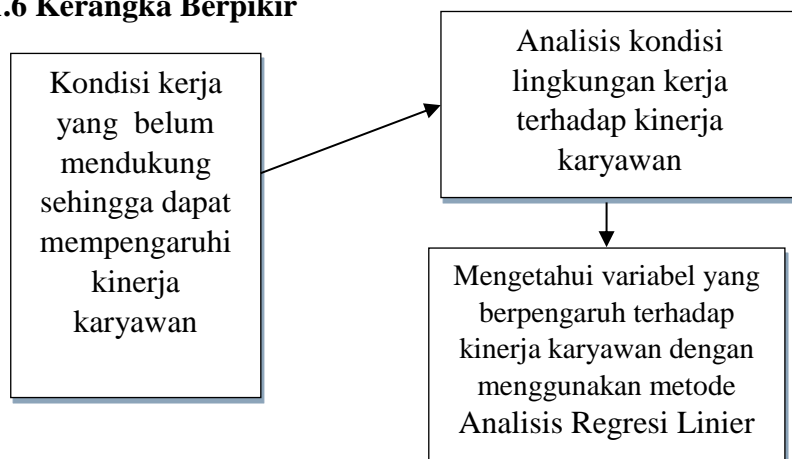 .6 Kerangka Berpikir
Kondisi kerja
yang belum
mendukung
sehingga dapat
mempengaruhi
kinerja
karyawan
Analisis kondisi
lingkungan kerja
terhadap kinerja
karyawan
Mengetahui variabel yang
berpengaruh terhadap
kinerja karyawan dengan
menggunakan metode
Analisis Regresi Linier